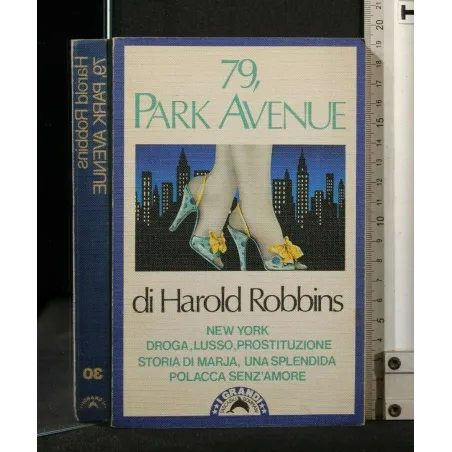 79,
PARK AVENUE
di Harold Robbins
NEW YORK
DROGA, LUSSO, PROSTITUZIONE
STORIA DI MARJA, UNA SPLENDIDA
POLACCA SENZ'AMORE
I GRANDI
79, PARK AVENUE
Harold Robbins
30